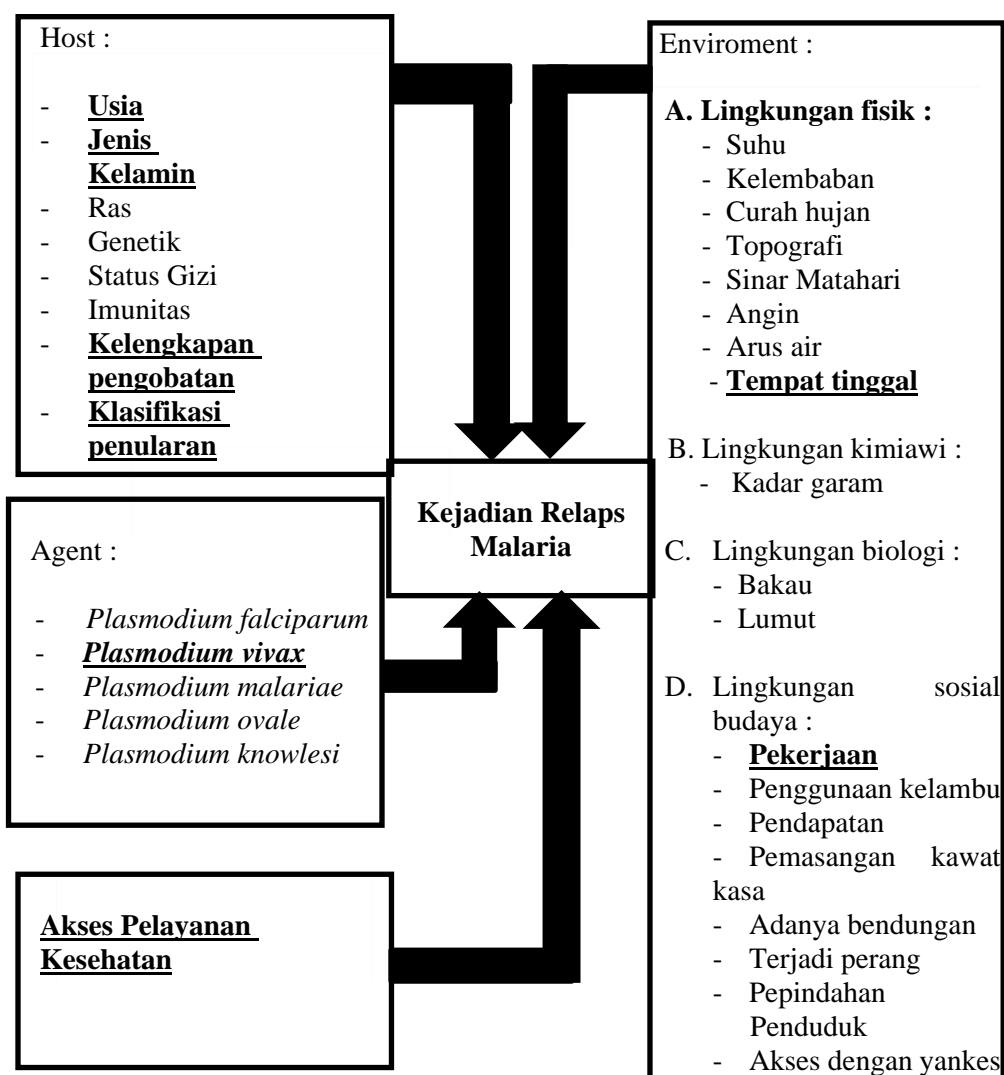 Host :
- Usia
- Jenis
Kelamin
- Ras
- Genetik
- Status Gizi
- Imunitas
- Kelengkapan
pengobatan
- Klasifikasi
penularan
Agent :
- Plasmodium falciparum
- Plasmodium vivax
- Plasmodium malariae
- Plasmodium ovale
- Plasmodium knowlesi
Akses Pelayanan
Kesehatan
Kejadian Relaps
Malaria
Enviroment :
A. Lingkungan fisik :
- Suhu
- Kelembaban
- Curah hujan
- Topografi
- Sinar Matahari
- Angin
- Arus air
- Tempat tinggal
B. Lingkungan kimiawi :
- Kadar garam
C. Lingkungan biologi :
- Bakau
- Lumut
D. Lingkungan sosial
budaya :
- Pekerjaan
- Penggunaan kelambu
- Pendapatan
- Pemasangan kawat
kasa
- Adanya bendungan
- Terjadi perang
- Pepindahan
Penduduk
- Akses dengan yankes